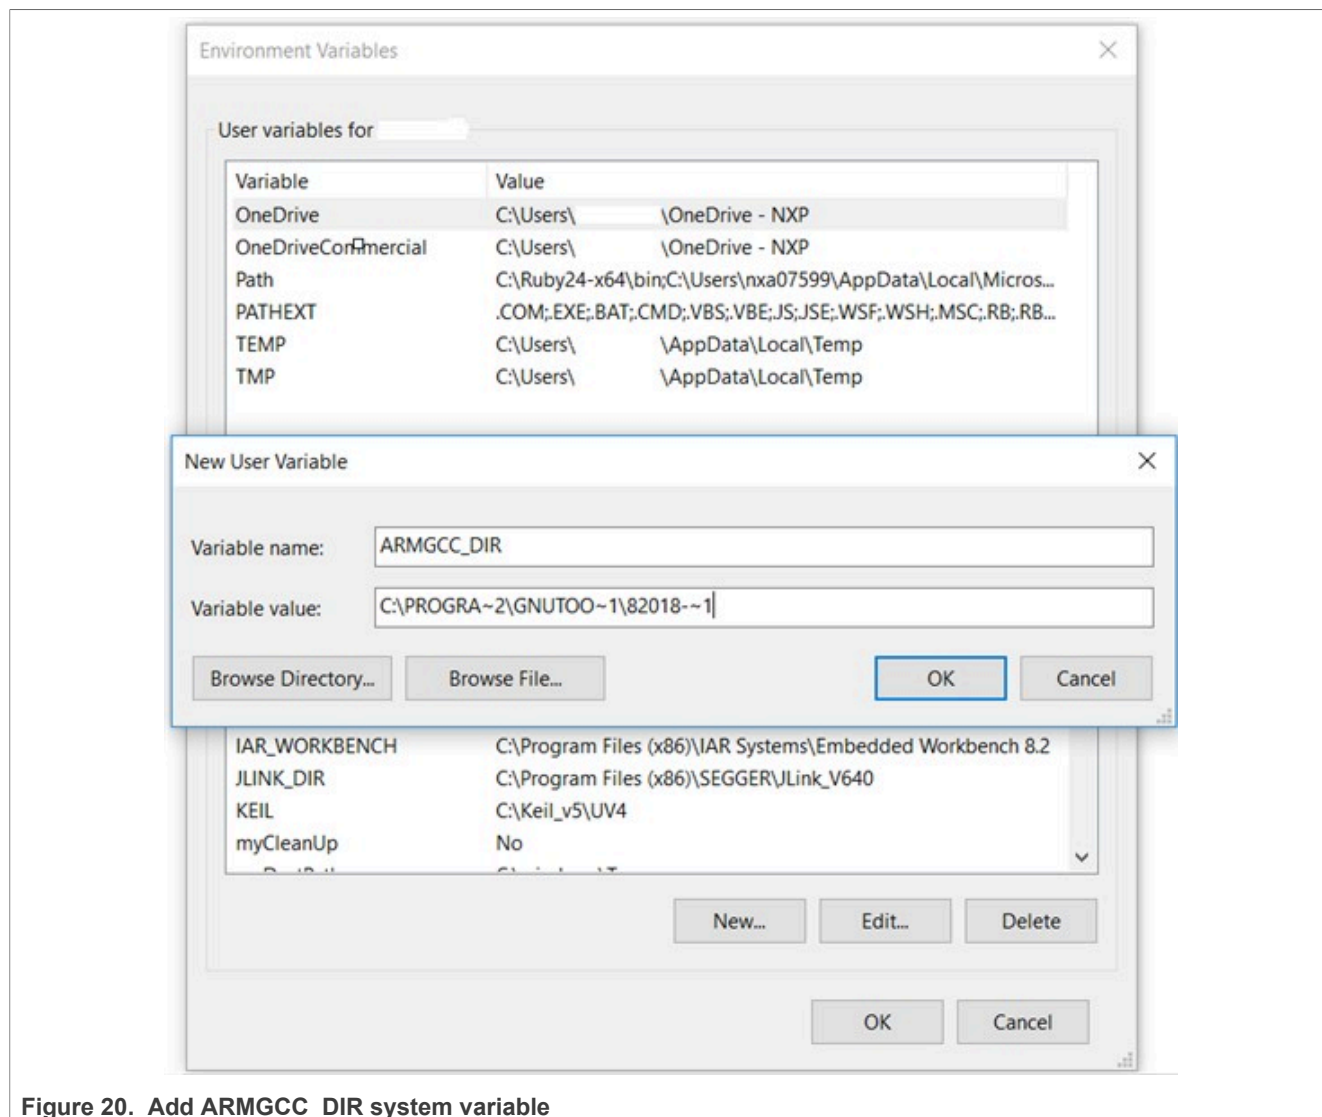 Environment Variables
User variables for
Variable Value
OneDrive C:\Users\ \OneDrive - NXP
OneDriveCommercial C:\Users\ \OneDrive - NXP
Path C:\Ruby24-x64\bin;C:\Users\nxa07599\AppData\Local\Micros...
PATHEXT .COM;.EXE;.BAT;.CMD;.VBS;.VBE;.JS;.JSE;.WSF;.WSH;.MSC;.RB;.RB...
TEMP C:\Users\ \AppData\Local\Temp
TMP C:\Users\ \AppData\Local\Temp
New User Variable
Variable name: ARMGCC_DIR
Variable value: C:\PROGRA~2\GNUTOO~1\82018-~1
Browse Directory... Browse File... OK Cancel
IAR_WORKBENCH C:\Program Files (x86)\IAR Systems\Embedded Workbench 8.2
JLINK_DIR C:\Program Files (x86)\SEGGER\JLink_V640
KEIL C:\Keil_v5\UV4
myCleanUp No
New... Edit... Delete
OK Cancel
Figure 20. Add ARMGCC_DIR system variable